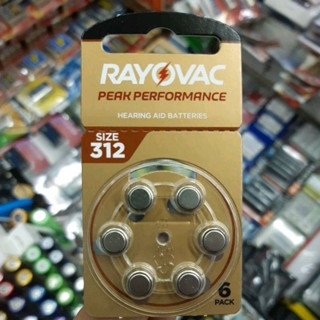 RAYOVAC
PEAK PERFORMANCE
HEARING AID BATTERIES
SIZE
312
6
PACK